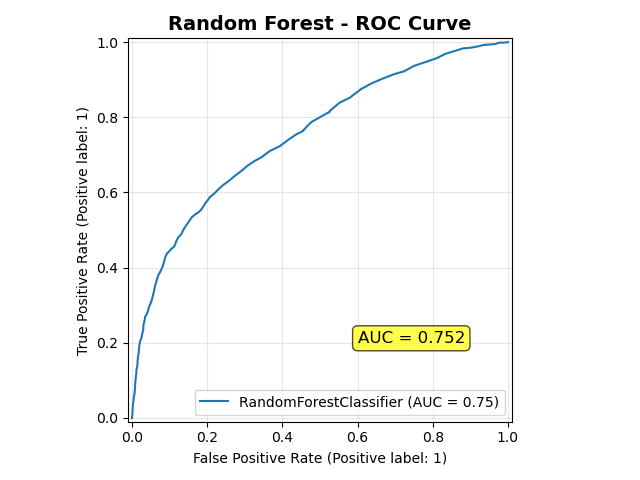 Random Forest - ROC Curve
True Positive Rate (Positive label: 1)
1.0
0.8
0.6
0.4
0.2
0.0
AUC = 0.752
RandomForestClassifier (AUC = 0.75)
0.0 0.2 0.4 0.6 0.8 1.0
False Positive Rate (Positive label: 1)